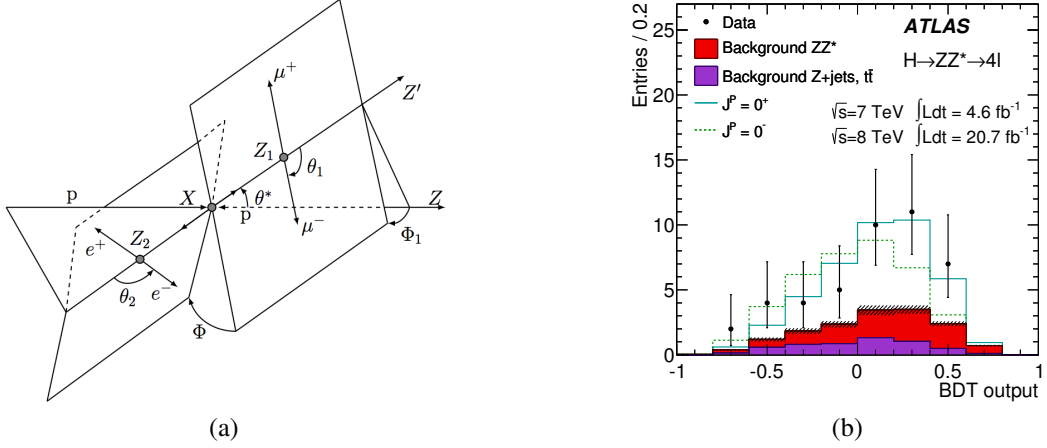 μ⁺
Z′
Z₁
θ₁
p
X
θ*
p
Z
μ⁻
Φ₁
e⁺
Z₂
θ₂
e⁻
Φ
(a)
Entries / 0.2
25
20
15
10
5
0
Data
Background ZZ*
Background Z+jets, tt̄
Jᴾ = 0⁺
Jᴾ = 0⁻
ATLAS
H→ZZ*→4l
√s=7 TeV ∫Ldt = 4.6 fb⁻¹
√s=8 TeV ∫Ldt = 20.7 fb⁻¹
-1 -0.5 0 0.5 1
BDT output
(b)